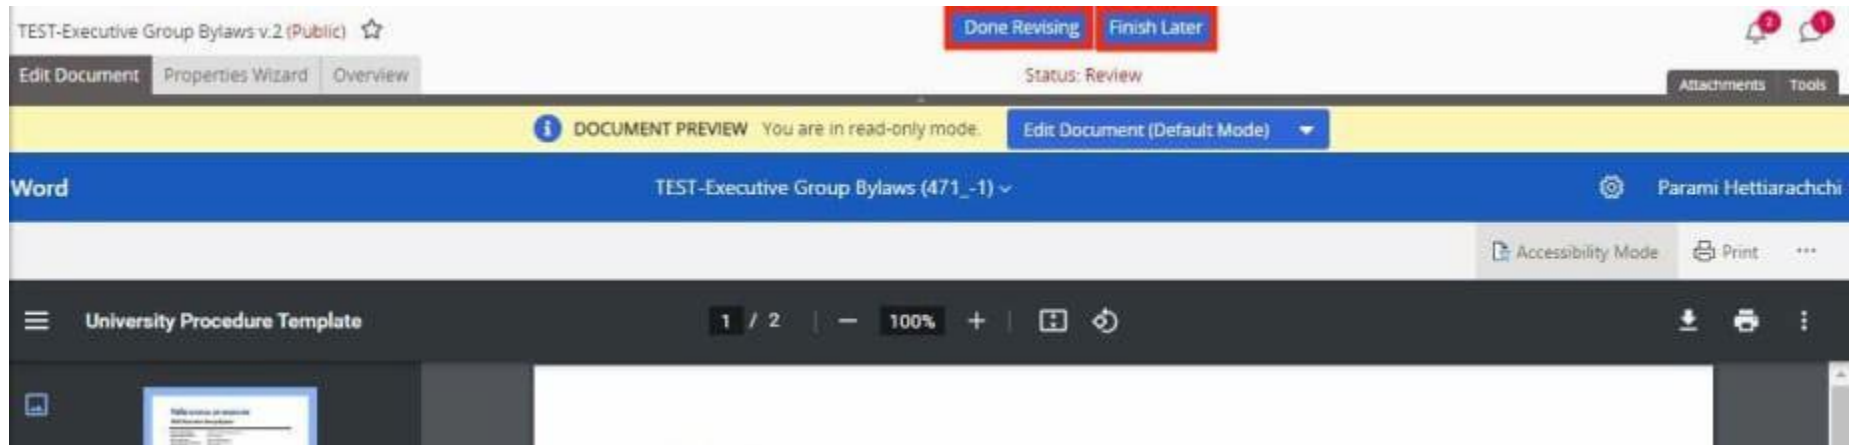 TEST-Executive Group Bylaws v.2 (Public)
Done Revising Finish Later
2 1
Edit Document Properties Wizard Overview
Status: Review
Attachments Tools
DOCUMENT PREVIEW You are in read-only mode. Edit Document (Default Mode)
Word TEST-Executive Group Bylaws (471_-1) Parami Hettiarachchi
Accessibility Mode Print ...
University Procedure Template 1 / 2 | − 100% + |